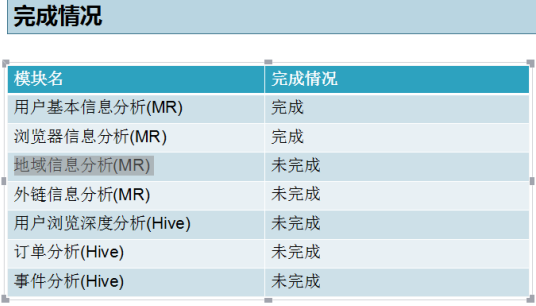 完成情况
模块名 完成情况
用户基本信息分析(MR) 完成
浏览器信息分析(MR) 完成
地域信息分析(MR) 未完成
外链信息分析(MR) 未完成
用户浏览深度分析(Hive) 未完成
订单分析(Hive) 未完成
事件分析(Hive) 未完成